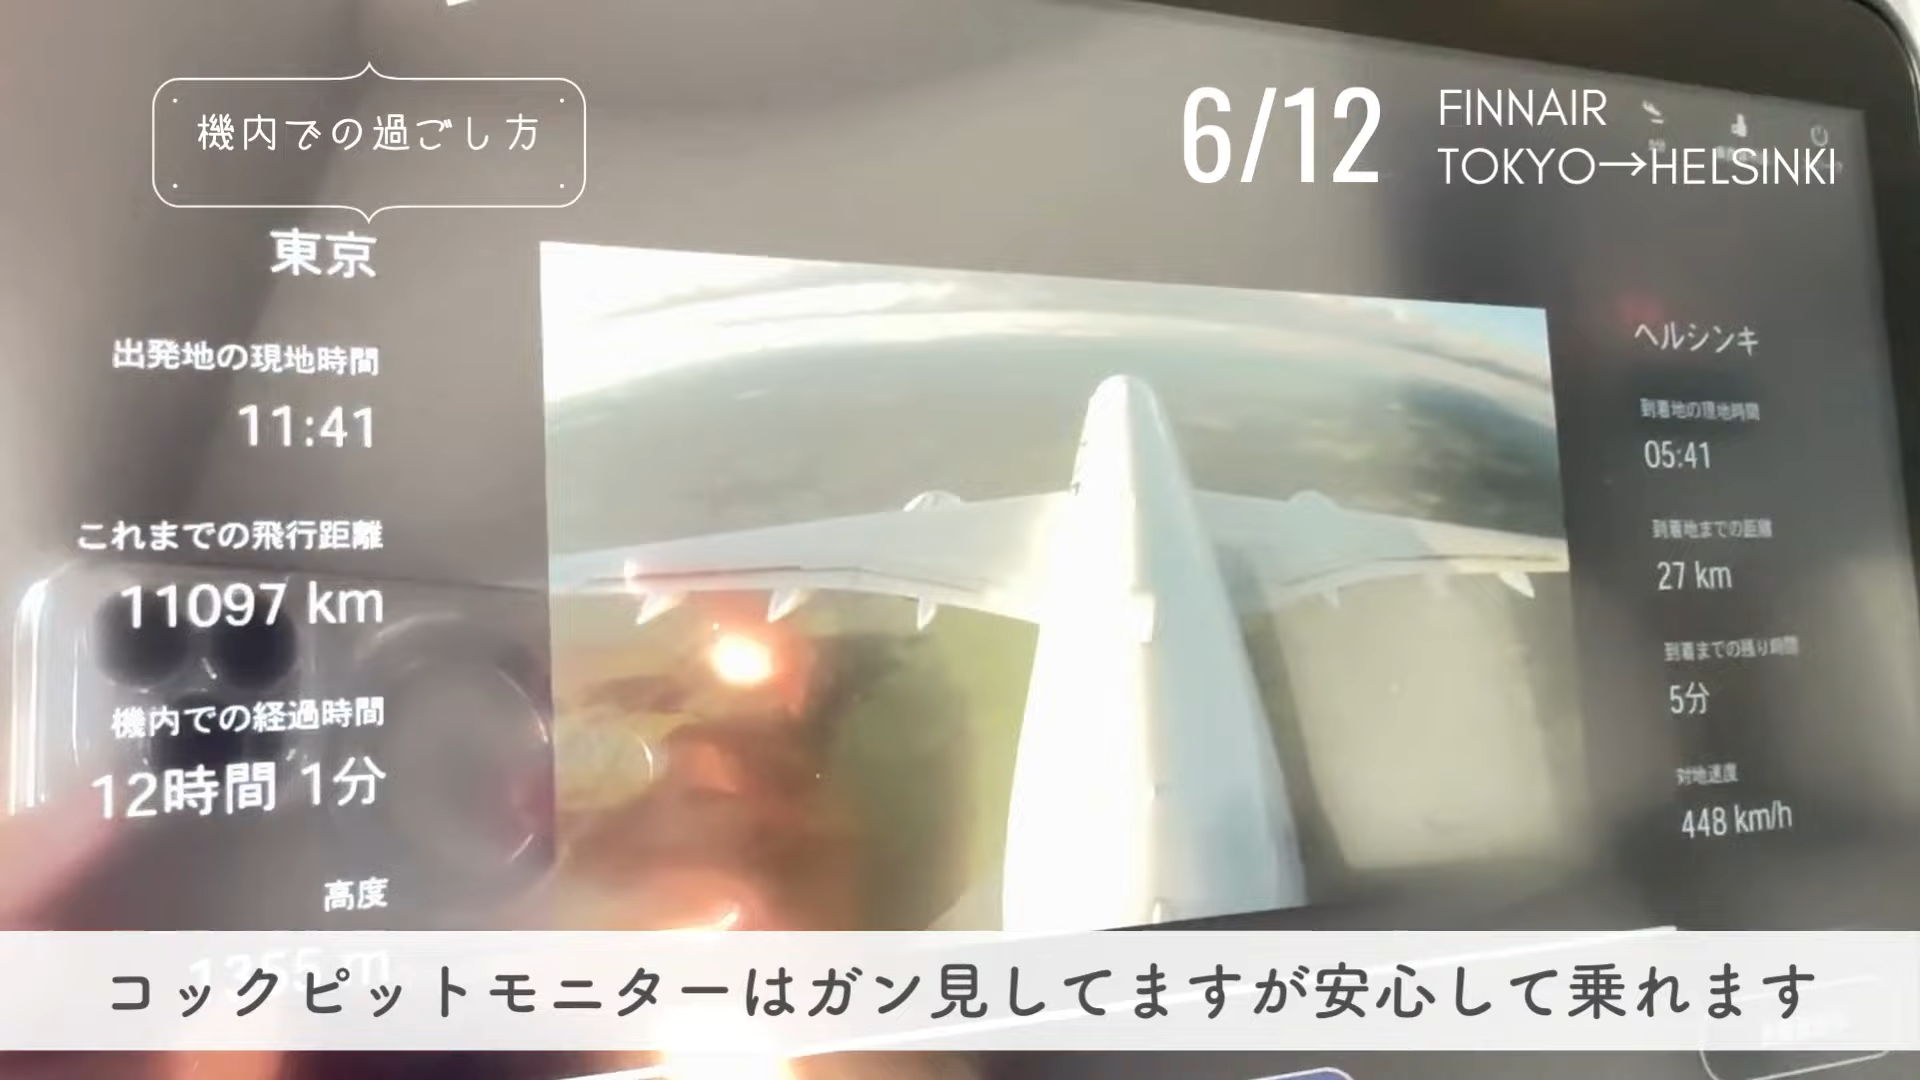 機内での過ごし方
6/12
FINNAIR
TOKYO→HELSINKI
東京
出発地の現地時間
11:41
これまでの飛行距離
11097 km
機内での経過時間
12時間 1分
高度
1355 m
ヘルシンキ
到着地の現地時間
05:41
到着地までの距離
27 km
到着までの残り時間
5分
対地速度
448 km/h
コックピットモニターはガン見してますが安心して乗れます